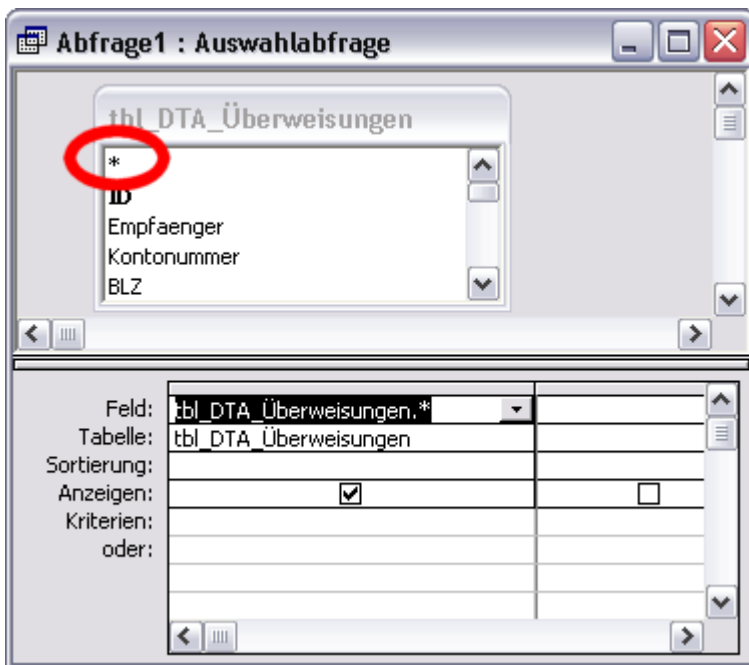 Abfrage1 : Auswahlabfrage
tbl_DTA_Überweisungen
*
ID
Empfaenger
Kontonummer
BLZ
Feld: tbl_DTA_Überweisungen.*
Tabelle: tbl_DTA_Überweisungen
Sortierung:
Anzeigen:
Kriterien:
oder: